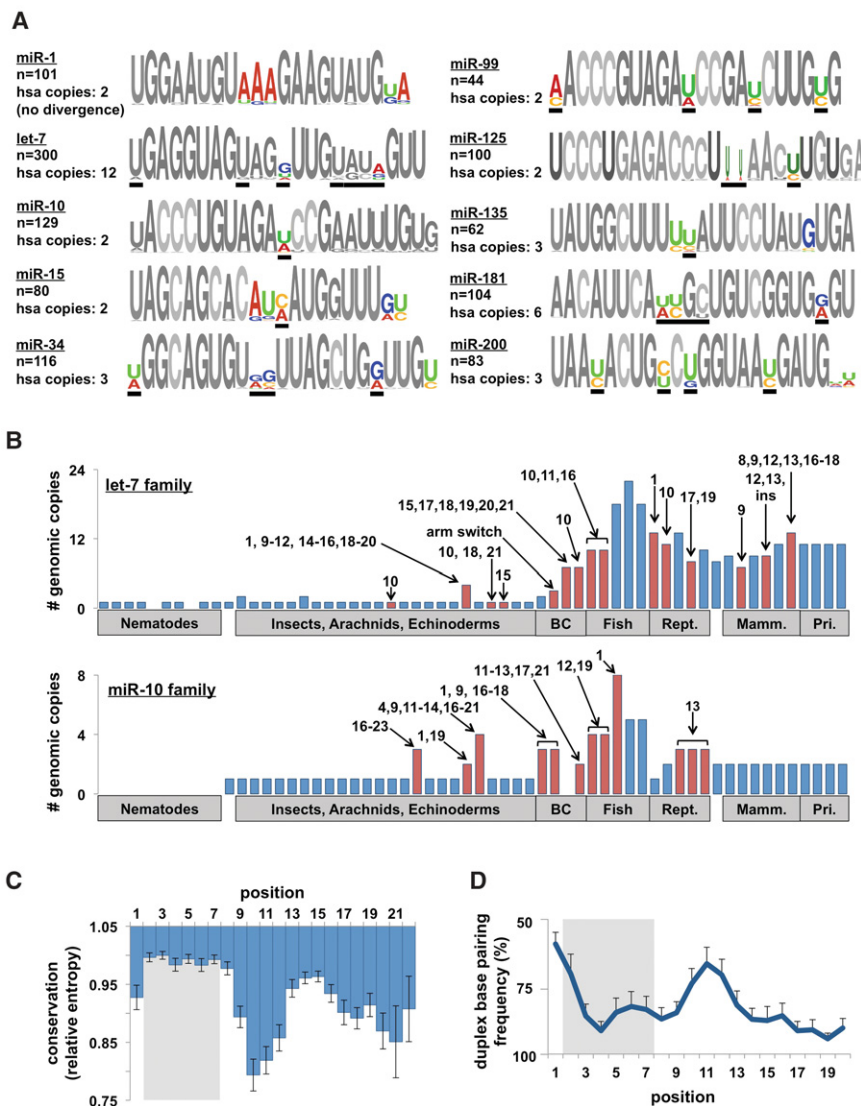 A
miR-1
n=101
hsa copies: 2
(no divergence)
UGGAAUGUAAAGAAGUAUGUA
let-7
n=300
hsa copies: 12
UGAGGUAGUAGGUUGUAUAGUU
miR-10
n=129
hsa copies: 2
UACCCUGUAGAUCCGAAUUUGUG
miR-15
n=80
hsa copies: 2
UAGCAGCACAUCAUGGUUUGU
miR-34
n=116
hsa copies: 3
UGGCAGUGUGGUUAGCUGGUUGU
miR-99
n=44
hsa copies: 2
AACCCGUAGAUCCGAUCUUGUG
miR-125
n=100
hsa copies: 2
UCCCUGAGACCCUUUAACUUGUGA
miR-135
n=62
hsa copies: 3
UAUGGCUUUUUAUUCCUAUGUGA
miR-181
n=104
hsa copies: 6
AACAUUCAUUGCUGUCGGUGGGU
miR-200
n=83
hsa copies: 3
UAAUACUGCCUGGUAAUGAUG
B
# genomic copies
24
12
0
let-7 family
1, 9-12, 14-16,18-20
10
15,17,18,19,20,21
arm switch
10, 18, 21
15
10
10,11,16
1
10
17,19
9
12,13,
ins
8,9,12,13,16-18
Nematodes
Insects, Arachnids, Echinoderms
BC
Fish
Rept.
Mamm.
Pri.
# genomic copies
8
4
0
miR-10 family
16-23
1,19
4,9,11-14,16-21
1, 9, 16-18
11-13,17,21
12,19
1
13
Nematodes
Insects, Arachnids, Echinoderms
BC
Fish
Rept.
Mamm.
Pri.
C
position
1 3 5 7 9 11 13 15 17 19 21
conservation
(relative entropy)
1.05
0.95
0.85
0.75
D
duplex base pairing
frequency (%)
50
75
100
1 3 5 7 9 11 13 15 17 19
position